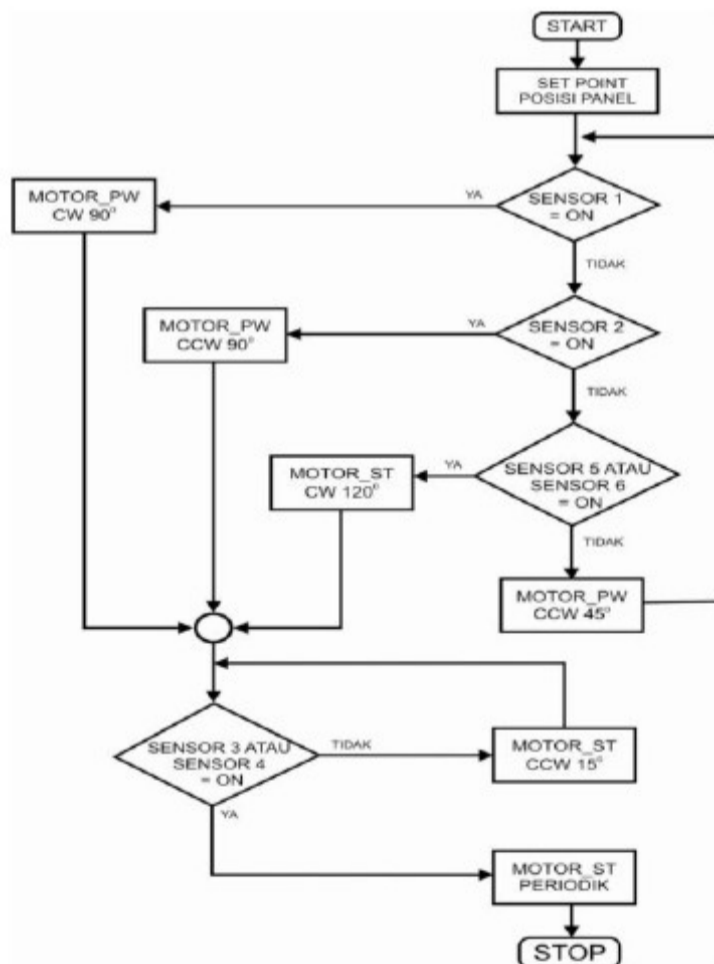 START
SET POINT
POSISI PANEL
MOTOR_PW
CW 90°
YA
SENSOR 1
= ON
TIDAK
MOTOR_PW
CCW 90°
YA
SENSOR 2
= ON
TIDAK
MOTOR_ST
CW 120°
YA
SENSOR 5 ATAU
SENSOR 6
= ON
TIDAK
MOTOR_PW
CCW 45°
SENSOR 3 ATAU
SENSOR 4
= ON
TIDAK
MOTOR_ST
CCW 15°
YA
MOTOR_ST
PERIODIK
STOP